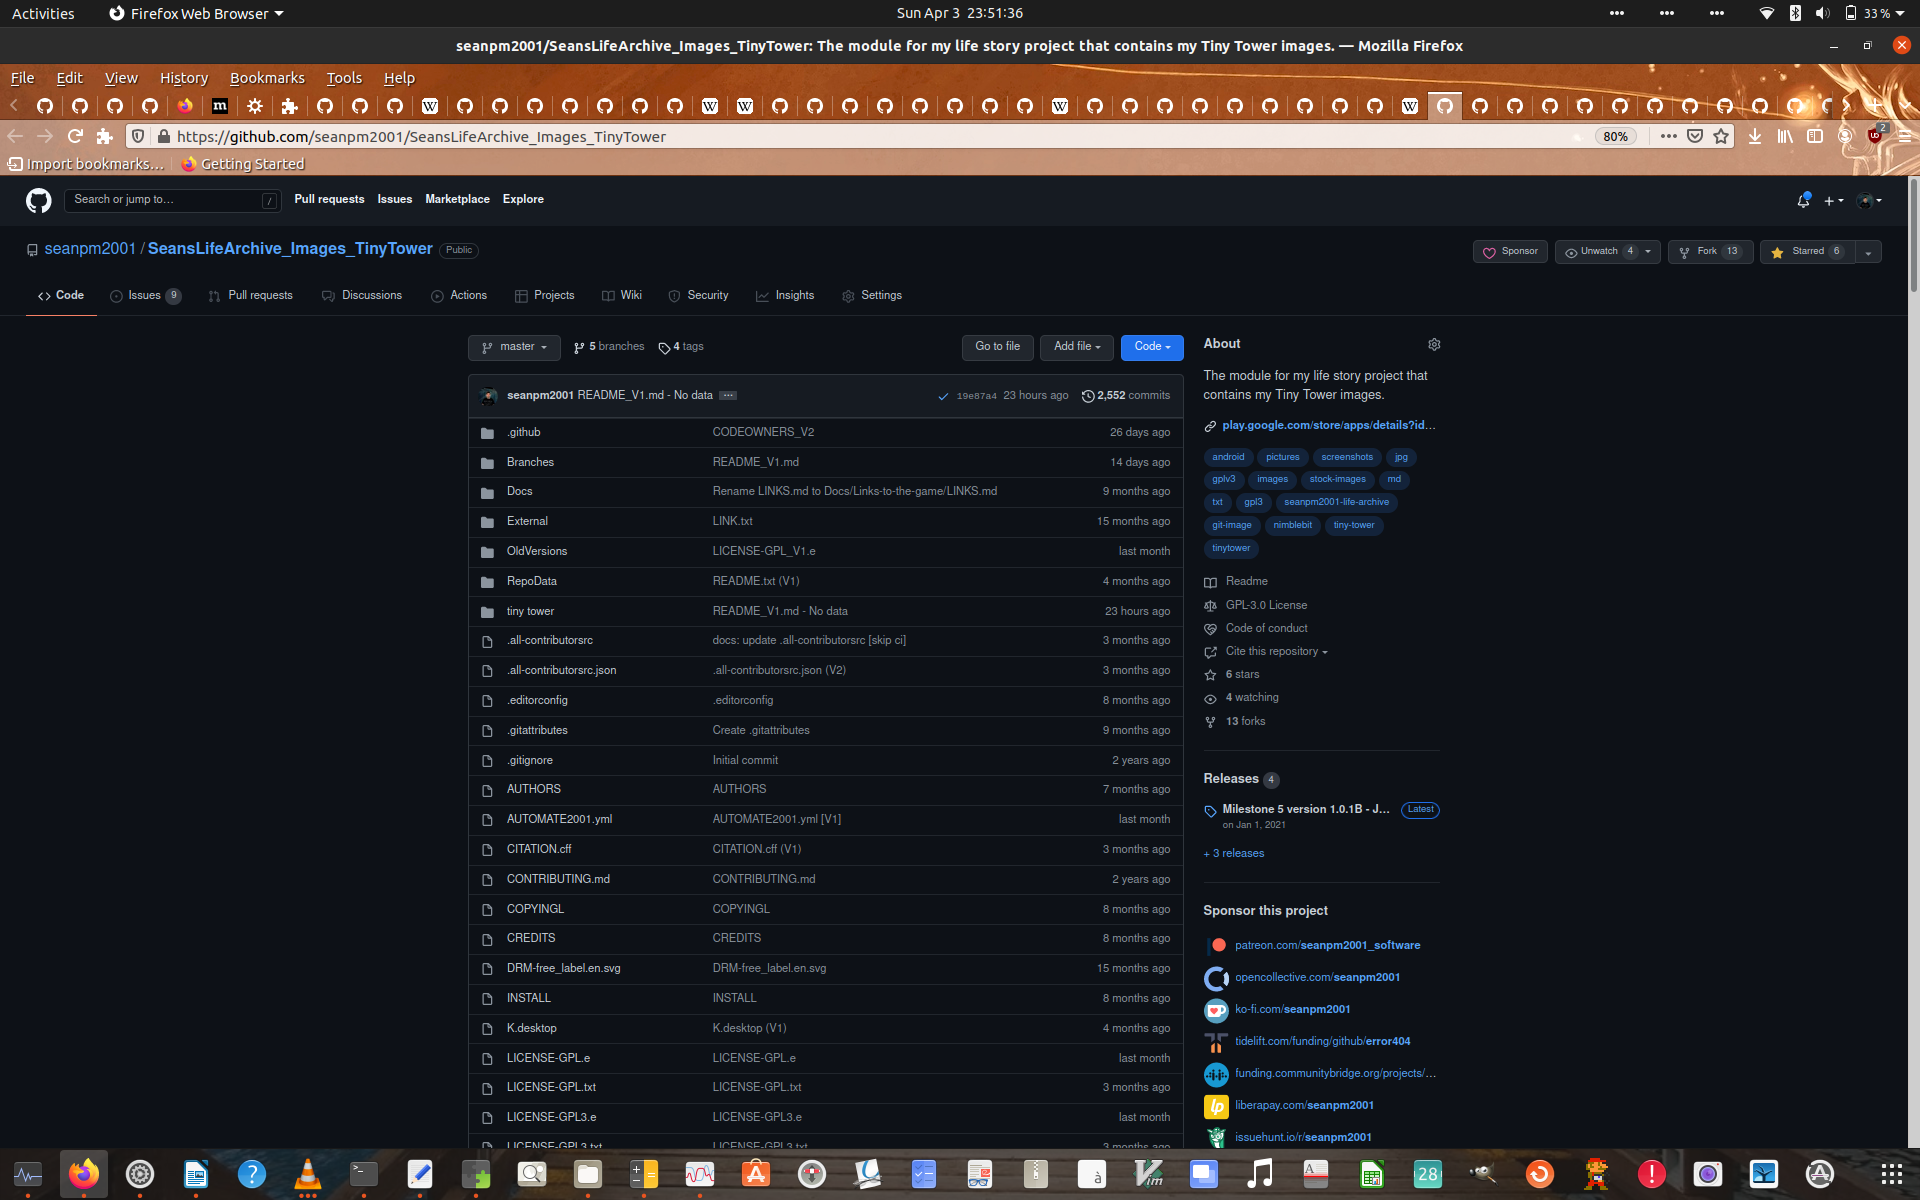 Activities
Firefox Web Browser
Sun Apr 3 23:51:36
33 %
seanpm2001/SeansLifeArchive_Images_TinyTower: The module for my life story project that contains my Tiny Tower images. — Mozilla Firefox
File Edit View History Bookmarks Tools Help
https://github.com/seanpm2001/SeansLifeArchive_Images_TinyTower
80%
2
Import bookmarks… Getting Started
Search or jump to… /
Pull requests Issues Marketplace Explore
seanpm2001 / SeansLifeArchive_Images_TinyTower Public
Sponsor Unwatch 4 Fork 13 Starred 6
Code Issues 9 Pull requests Discussions Actions Projects Wiki Security Insights Settings
master 5 branches 4 tags
Go to file Add file Code
seanpm2001 README_V1.md - No data ... 19e87a4 23 hours ago 2,552 commits
.github CODEOWNERS_V2 26 days ago
Branches README_V1.md 14 days ago
Docs Rename LINKS.md to Docs/Links-to-the-game/LINKS.md 9 months ago
External LINK.txt 15 months ago
OldVersions LICENSE-GPL_V1.e last month
RepoData README.txt (V1) 4 months ago
tiny tower README_V1.md - No data 23 hours ago
.all-contributorsrc docs: update .all-contributorsrc [skip ci] 3 months ago
.all-contributorsrc.json .all-contributorsrc.json (V2) 3 months ago
.editorconfig .editorconfig 8 months ago
.gitattributes Create .gitattributes 9 months ago
.gitignore Initial commit 2 years ago
AUTHORS AUTHORS 7 months ago
AUTOMATE2001.yml AUTOMATE2001.yml [V1] last month
CITATION.cff CITATION.cff (V1) 3 months ago
CONTRIBUTING.md CONTRIBUTING.md 2 years ago
COPYINGL COPYINGL 8 months ago
CREDITS CREDITS 8 months ago
DRM-free_label.en.svg DRM-free_label.en.svg 15 months ago
INSTALL INSTALL 8 months ago
K.desktop K.desktop (V1) 4 months ago
LICENSE-GPL.e LICENSE-GPL.e last month
LICENSE-GPL.txt LICENSE-GPL.txt 3 months ago
LICENSE-GPL3.e LICENSE-GPL3.e last month
LICENSE-GPL3.txt LICENSE-GPL3.txt 3 months ago
About
The module for my life story project that
contains my Tiny Tower images.
play.google.com/store/apps/details?id…
android pictures screenshots jpg
gplv3 images stock-images md
txt gpl3 seanpm2001-life-archive
git-image nimblebit tiny-tower
tinytower
Readme
GPL-3.0 License
Code of conduct
Cite this repository
6 stars
4 watching
13 forks
Releases 4
Milestone 5 version 1.0.1B - J… Latest
on Jan 1, 2021
+ 3 releases
Sponsor this project
patreon.com/seanpm2001_software
opencollective.com/seanpm2001
ko-fi.com/seanpm2001
tidelift.com/funding/github/error404
funding.communitybridge.org/projects/…
liberapay.com/seanpm2001
issuehunt.io/r/seanpm2001
28